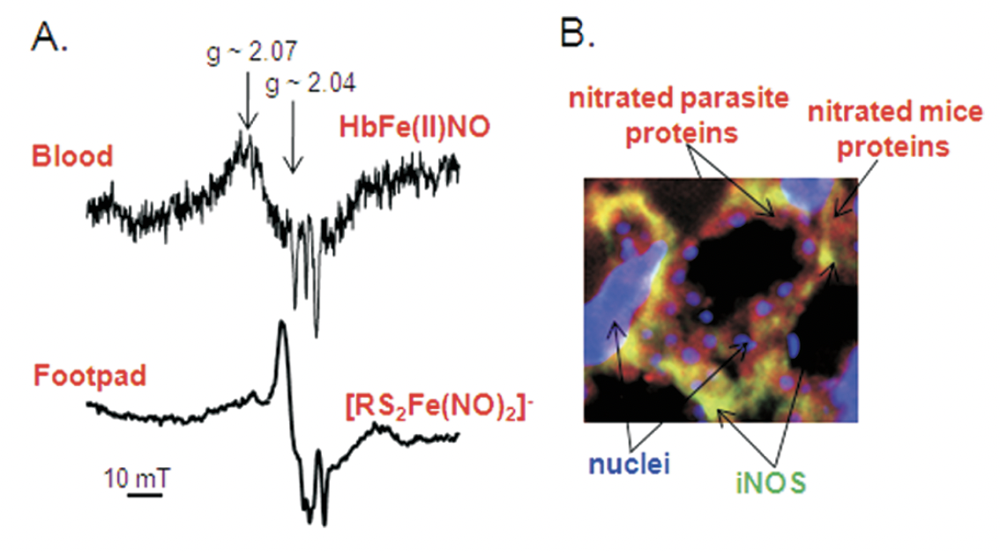 A.
g ~ 2.07
g ~ 2.04
HbFe(II)NO
Blood
Footpad
[RS₂Fe(NO)₂]⁻
10 mT
B.
nitrated parasite
proteins
nitrated mice
proteins
nuclei
iNOS